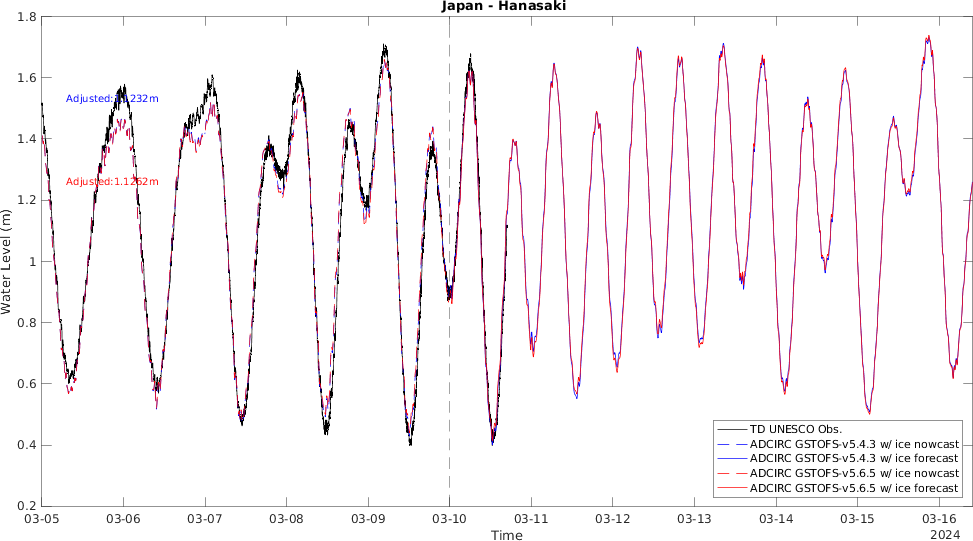 Japan - Hanasaki
Water Level (m)
1.8
1.6
1.4
1.2
1
0.8
0.6
0.4
0.2
Adjusted:1.1262m
03-05
03-06
03-07
03-08
03-09
03-10
03-11
03-12
03-13
03-14
03-15
03-16
2024
Time
TD UNESCO Obs.
ADCIRC GSTOFS-v5.4.3 w/ ice nowcast
ADCIRC GSTOFS-v5.4.3 w/ ice forecast
ADCIRC GSTOFS-v5.6.5 w/ ice nowcast
ADCIRC GSTOFS-v5.6.5 w/ ice forecast